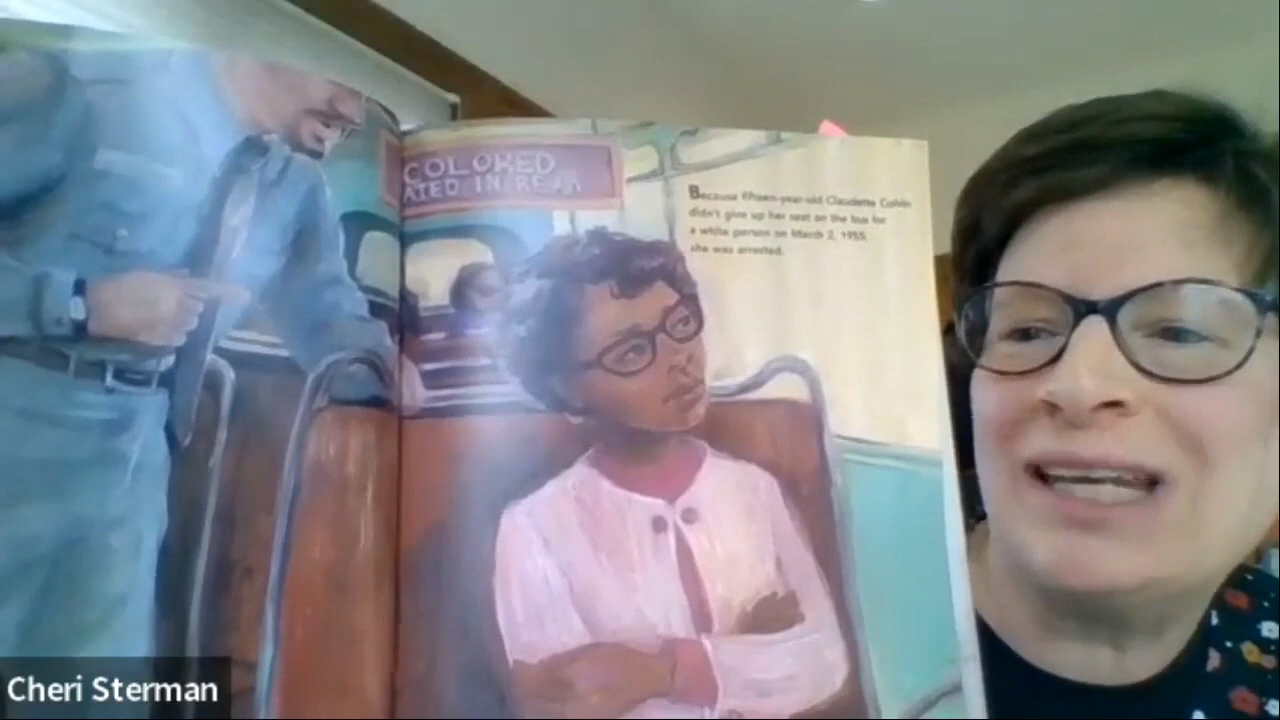 COLORED
ATED IN REAR
Because fifteen-year-old Claudette Colvin
didn't give up her seat on the bus for
a white person on March 2, 1955,
she was arrested.
Cheri Sterman